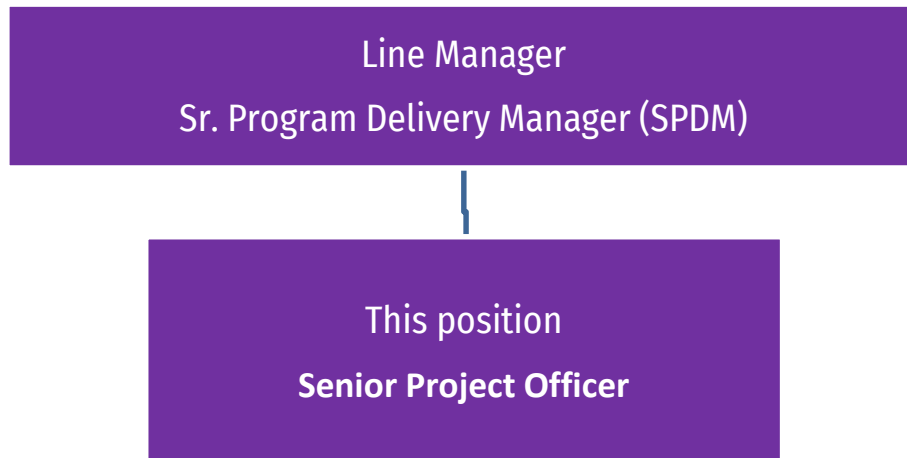 Line Manager
Sr. Program Delivery Manager (SPDM)
This position
Senior Project Officer